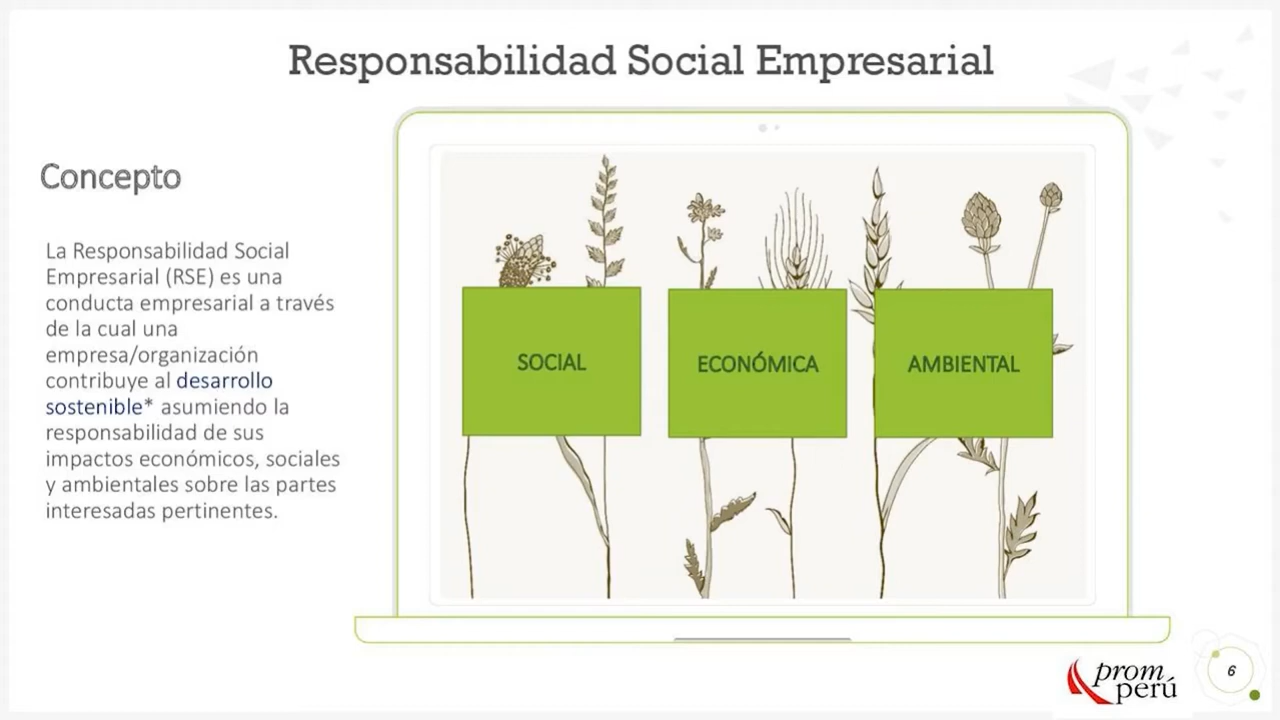 Responsabilidad Social Empresarial
Concepto
La Responsabilidad Social
Empresarial (RSE) es una
conducta empresarial a través
de la cual una
empresa/organización
contribuye al desarrollo
sostenible* asumiendo la
responsabilidad de sus
impactos económicos, sociales
y ambientales sobre las partes
interesadas pertinentes.
SOCIAL
ECONÓMICA
AMBIENTAL
prom
perú
6